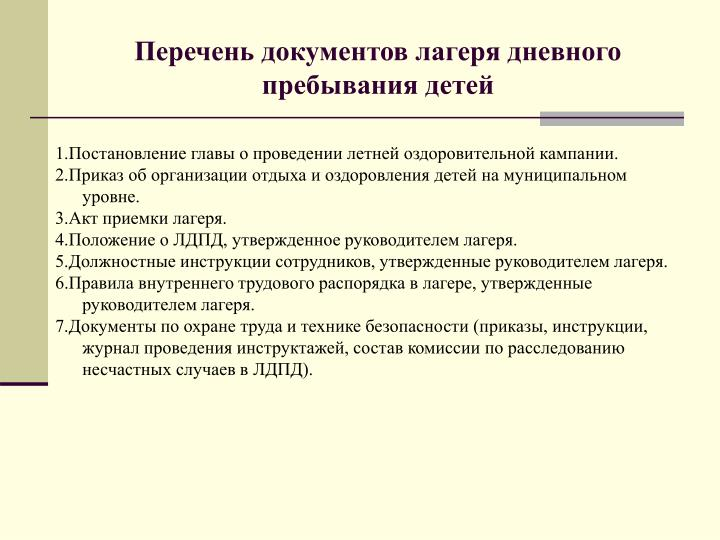 Перечень документов лагеря дневного
пребывания детей
1.Постановление главы о проведении летней оздоровительной кампании.
2.Приказ об организации отдыха и оздоровления детей на муниципальном
уровне.
3.Акт приемки лагеря.
4.Положение о ЛДПД, утвержденное руководителем лагеря.
5.Должностные инструкции сотрудников, утвержденные руководителем лагеря.
6.Правила внутреннего трудового распорядка в лагере, утвержденные
руководителем лагеря.
7.Документы по охране труда и технике безопасности (приказы, инструкции,
журнал проведения инструктажей, состав комиссии по расследованию
несчастных случаев в ЛДПД).